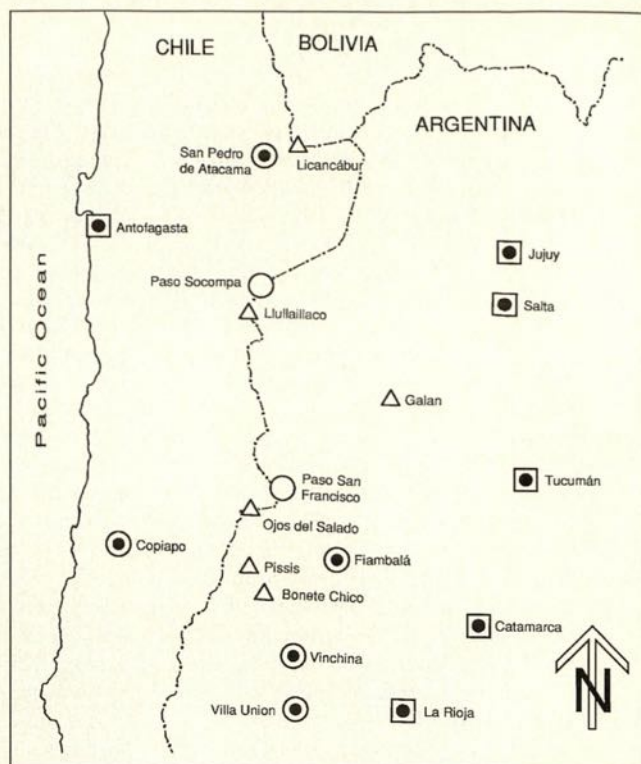 CHILE
BOLIVIA
ARGENTINA
San Pedro
de Atacama
Licancábur
Antofagasta
Jujuy
Paso Socompa
Salta
Llullaillaco
Pacific Ocean
Galan
Paso San
Francisco
Tucumán
Ojos del Salado
Copiapo
Fiambalá
Pissis
Bonete Chico
Catamarca
Vinchina
Villa Union
La Rioja
N